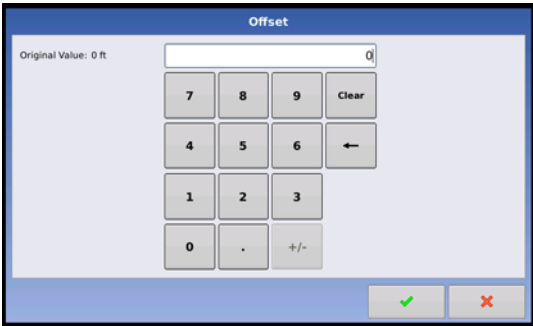 Offset
Original Value: 0 ft
0
7 8 9 Clear
4 5 6 ←
1 2 3
0 . +/-